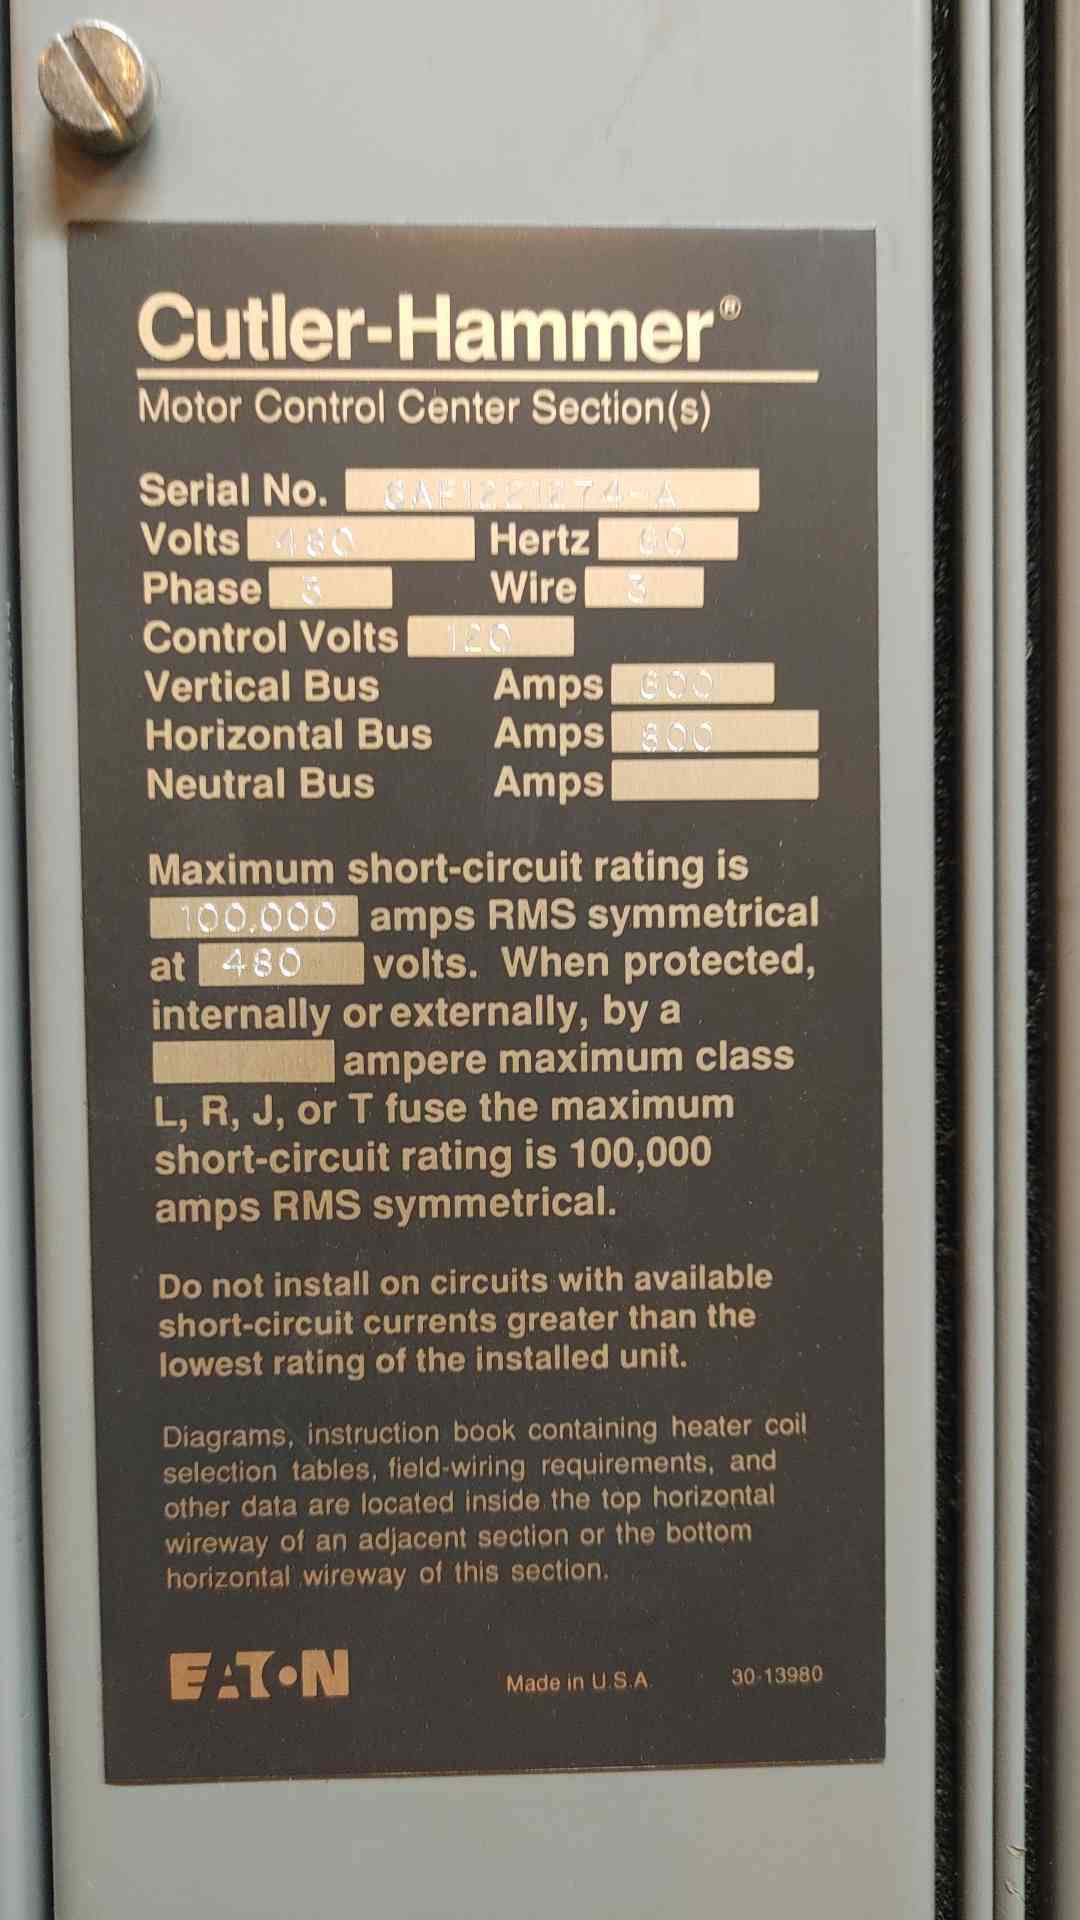 Cutler-Hammer®
Motor Control Center Section(s)
Serial No.
Volts 480 Hertz 60
Phase 3 Wire 3
Control Volts 120
Vertical Bus Amps 600
Horizontal Bus Amps 800
Neutral Bus Amps
Maximum short-circuit rating is
100,000 amps RMS symmetrical
at 480 volts. When protected,
internally or externally, by a
ampere maximum class
L, R, J, or T fuse the maximum
short-circuit rating is 100,000
amps RMS symmetrical.
Do not install on circuits with available
short-circuit currents greater than the
lowest rating of the installed unit.
Diagrams, instruction book containing heater coil
selection tables, field-wiring requirements, and
other data are located inside the top horizontal
wireway of an adjacent section or the bottom
horizontal wireway of this section.
EATON Made in U.S.A. 30-13980